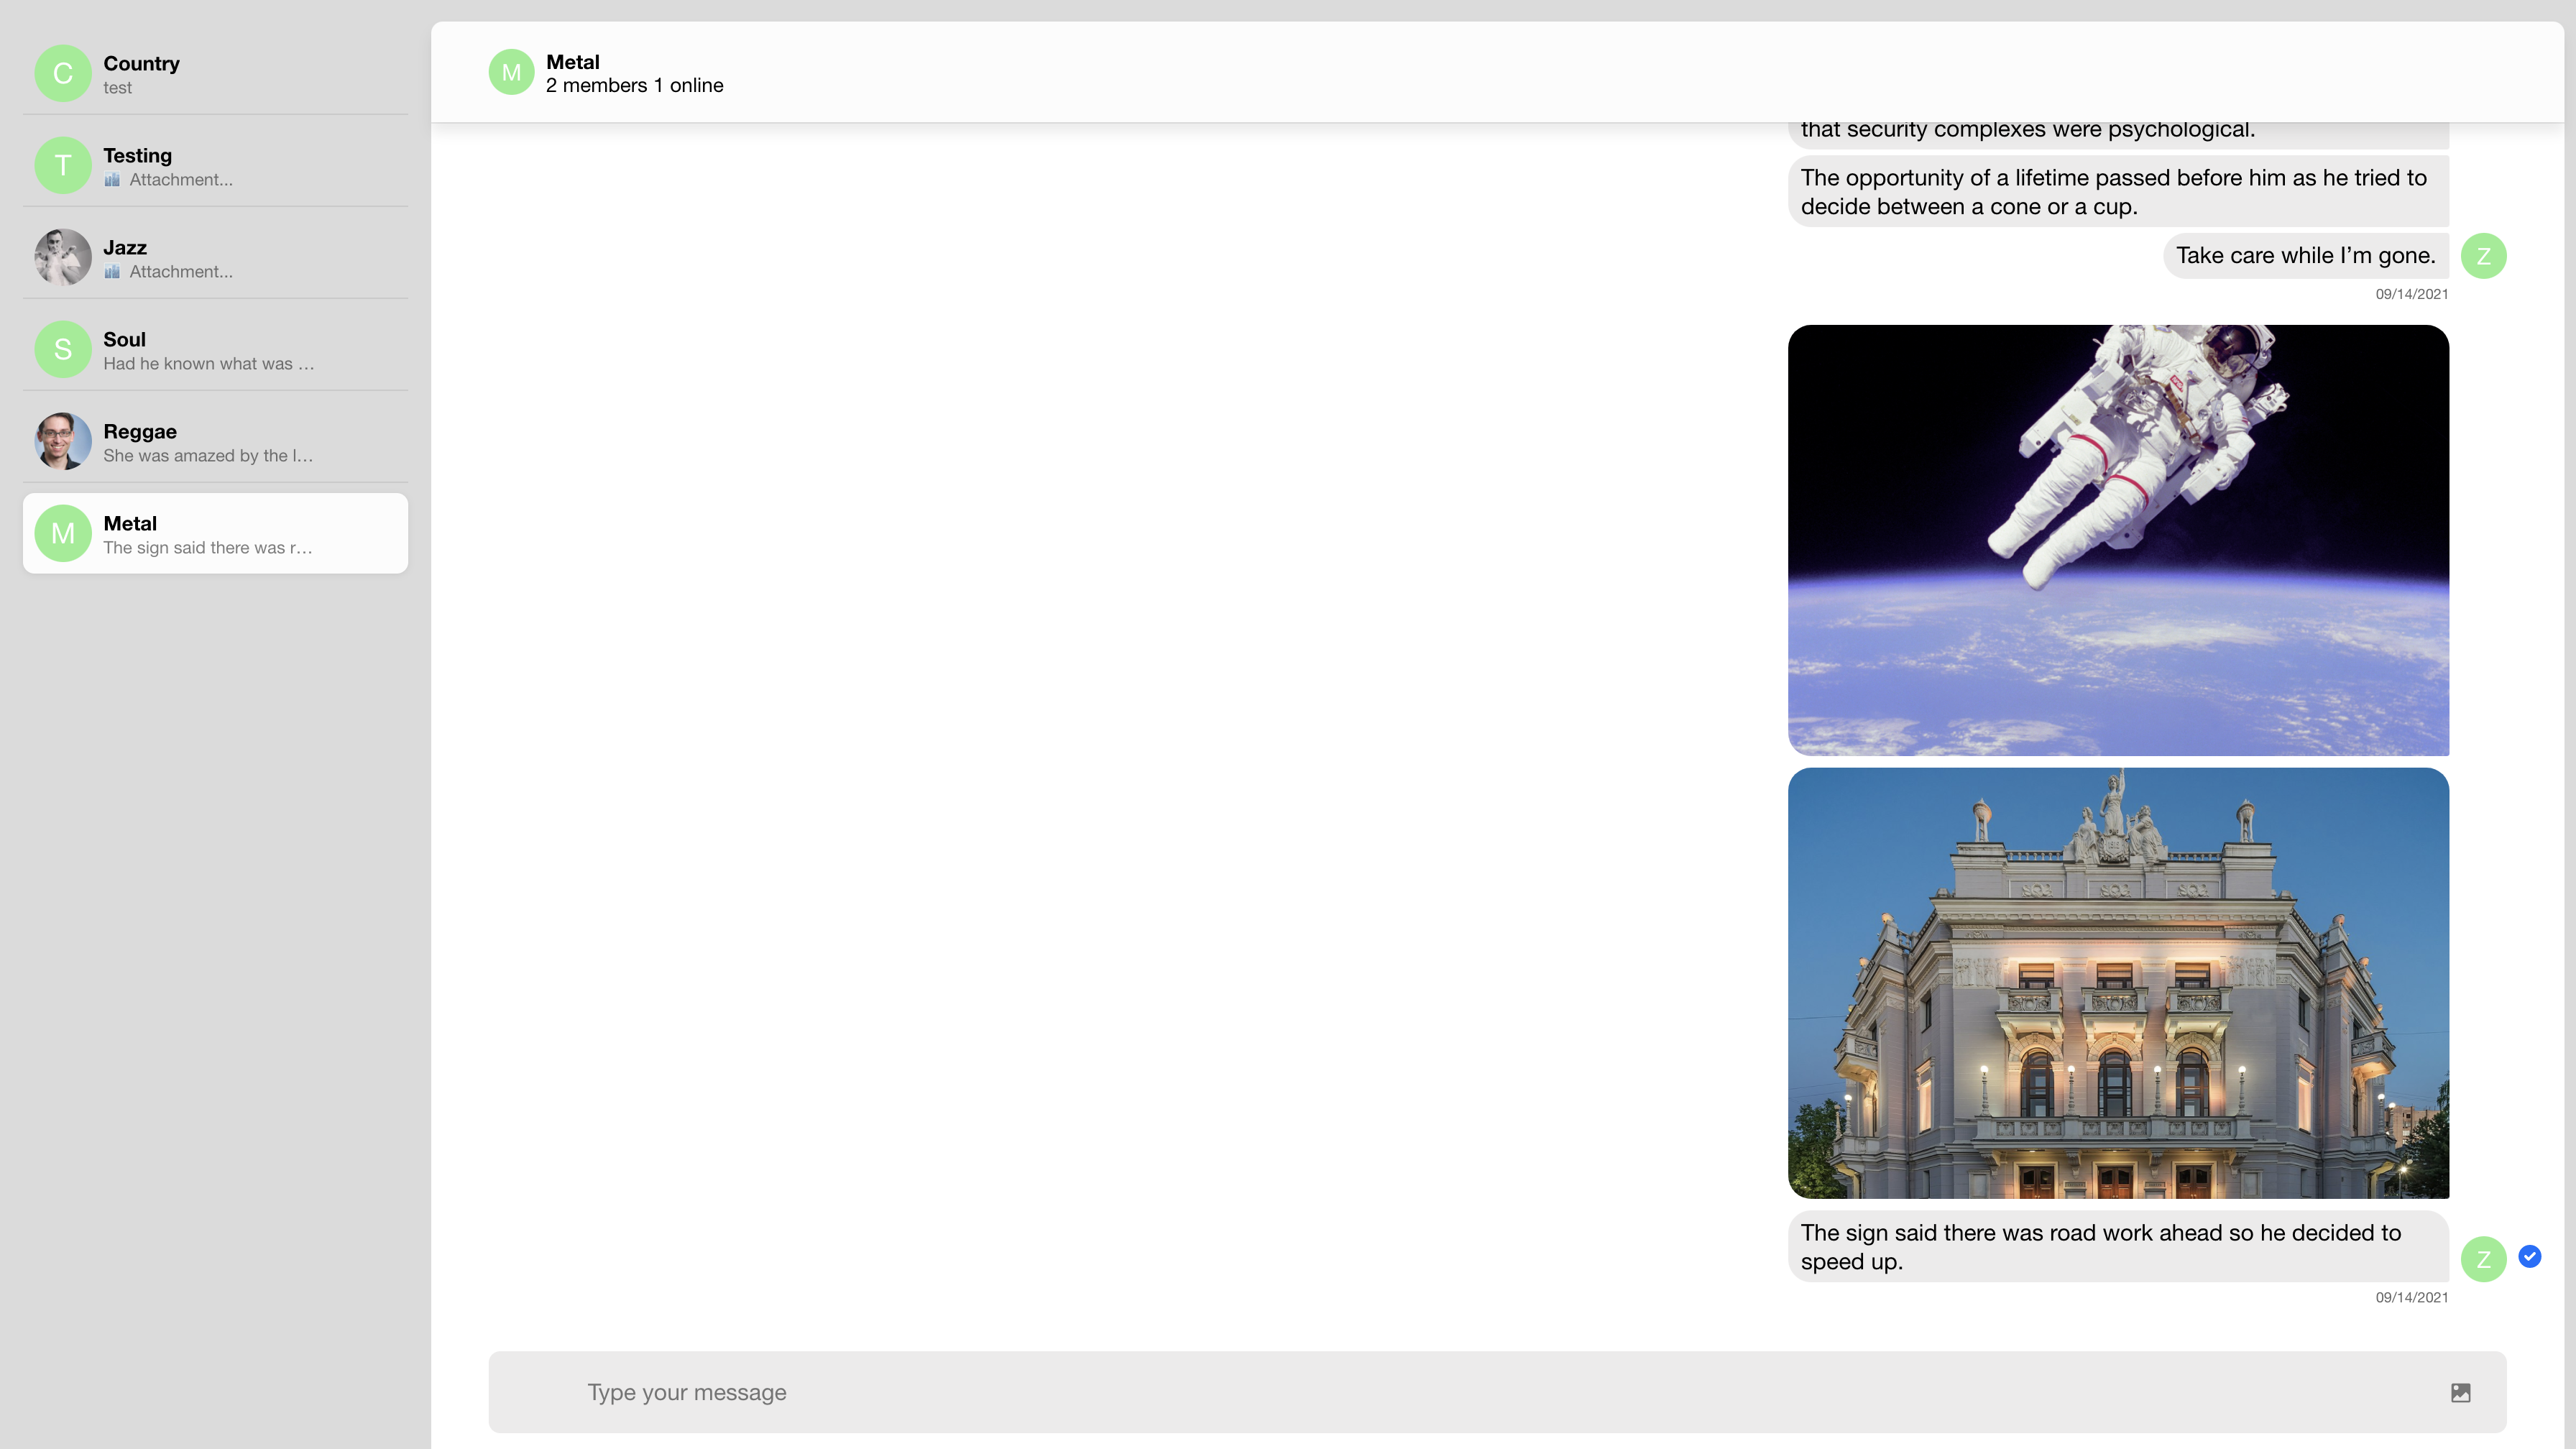 C
Country
test
T
Testing
Attachment...
Jazz
Attachment...
S
Soul
Had he known what was …
Reggae
She was amazed by the l…
M
Metal
The sign said there was r…
M
Metal
2 members 1 online
that security complexes were psychological.
The opportunity of a lifetime passed before him as he tried to
decide between a cone or a cup.
Take care while I’m gone.
Z
09/14/2021
The sign said there was road work ahead so he decided to
speed up.
Z
09/14/2021
Type your message